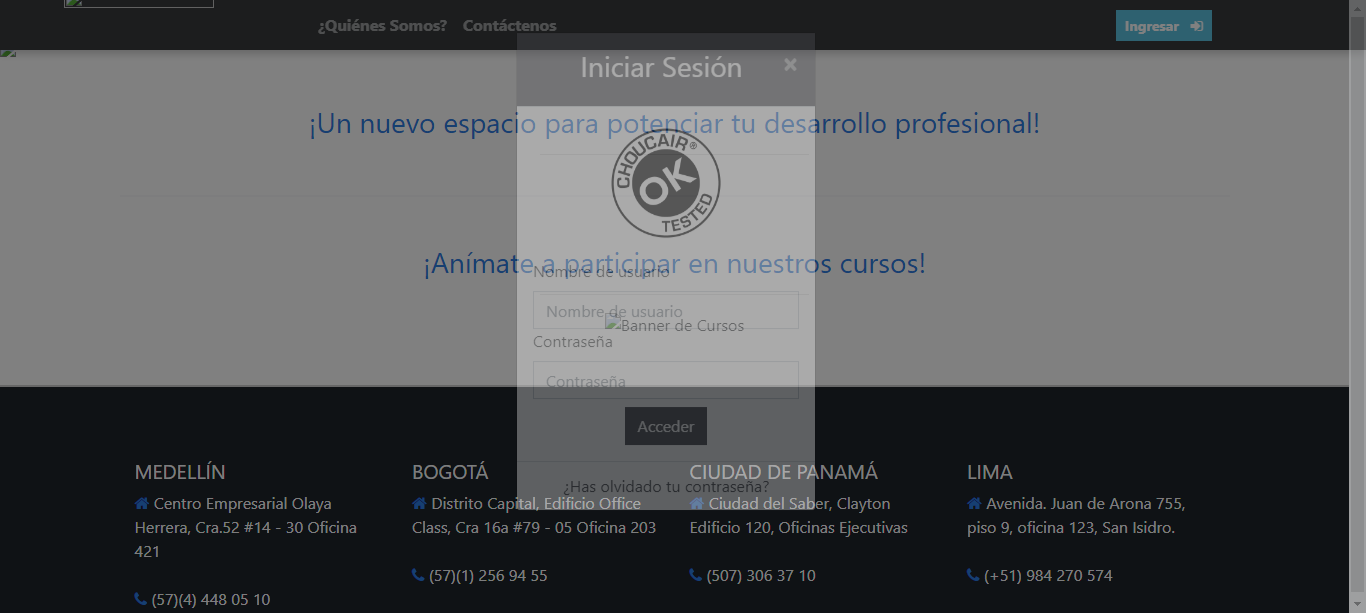 ¿Quiénes Somos? Contáctenos
Ingresar
Iniciar Sesión ×
¡Un nuevo espacio para potenciar tu desarrollo profesional!
CHOUCAIR®
OK
TESTED
¡Anímate a participar en nuestros cursos!
Nombre de usuario
Nombre de usuario
Banner de Cursos
Contraseña
Contraseña
Acceder
¿Has olvidado tu contraseña?
MEDELLÍN
Centro Empresarial Olaya
Herrera, Cra.52 #14 - 30 Oficina
421
(57)(4) 448 05 10
BOGOTÁ
Distrito Capital, Edificio Office
Class, Cra 16a #79 - 05 Oficina 203
(57)(1) 256 94 55
CIUDAD DE PANAMÁ
Ciudad del Saber, Clayton
Edificio 120, Oficinas Ejecutivas
(507) 306 37 10
LIMA
Avenida. Juan de Arona 755,
piso 9, oficina 123, San Isidro.
(+51) 984 270 574